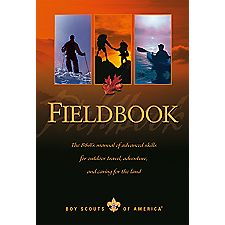 FIELDBOOK
The BSA's manual of advanced skills
for outdoor travel, adventure,
and caring for the land
BOY SCOUTS OF AMERICA®